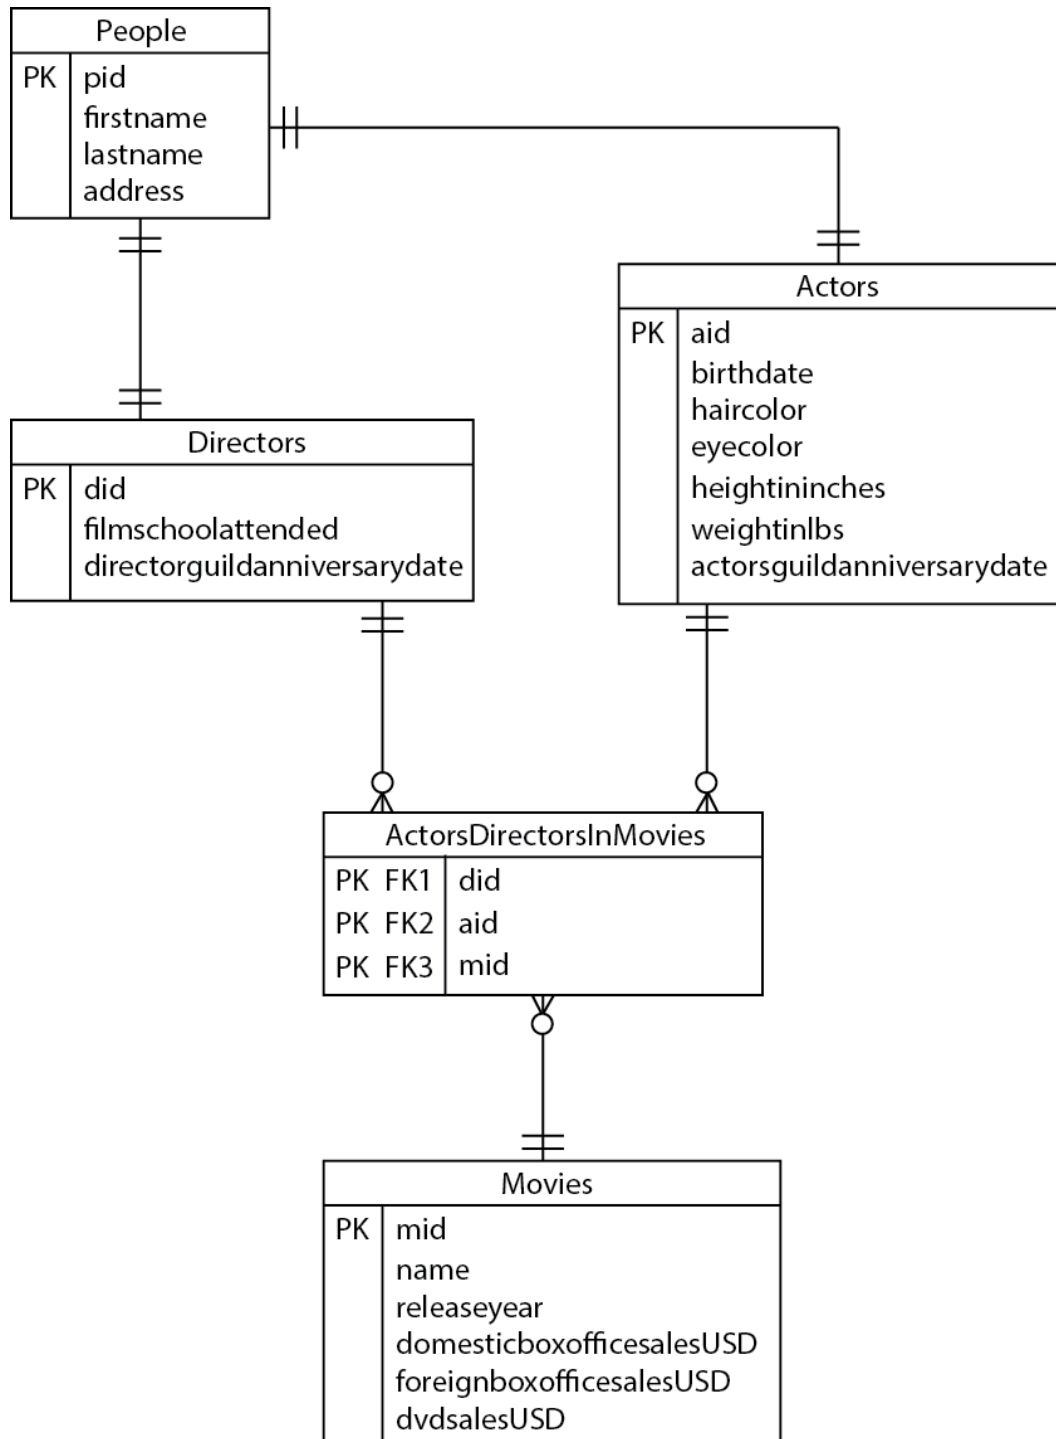 People
PK pid
firstname
lastname
address
Actors
PK aid
birthdate
haircolor
eyecolor
heightininches
weightinlbs
actorsguildanniversarydate
Directors
PK did
filmschoolattended
directorguildanniversarydate
ActorsDirectorsInMovies
PK FK1 did
PK FK2 aid
PK FK3 mid
Movies
PK mid
name
releaseyear
domesticboxofficesalesUSD
foreignboxofficesalesUSD
dvdsalesUSD